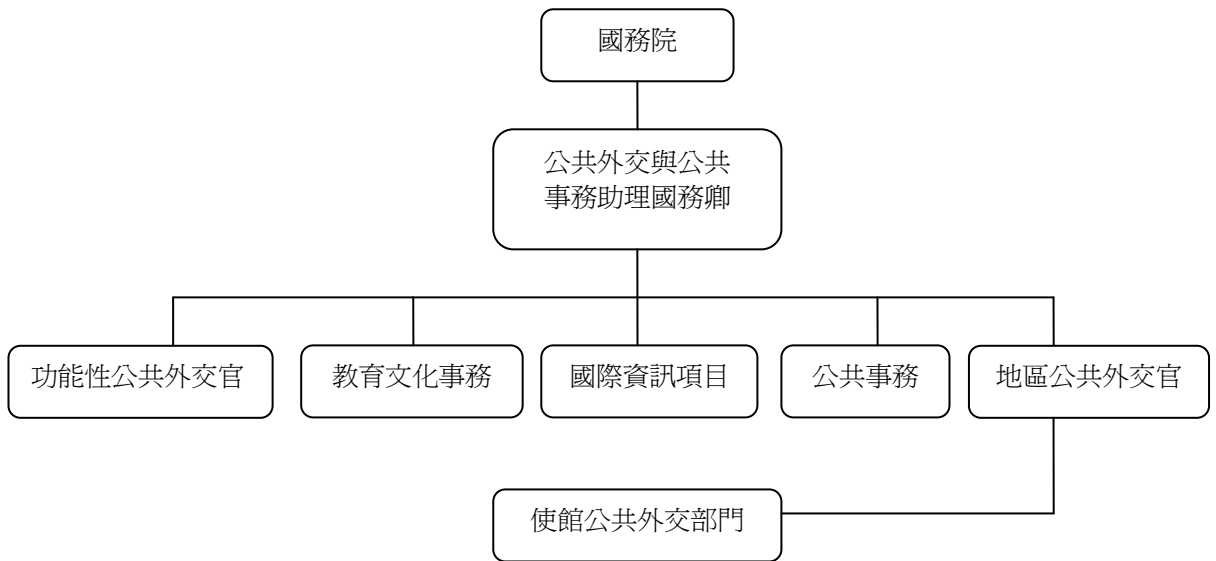 國務院
公共外交與公共
事務助理國務卿
功能性公共外交官
教育文化事務
國際資訊項目
公共事務
地區公共外交官
使館公共外交部門